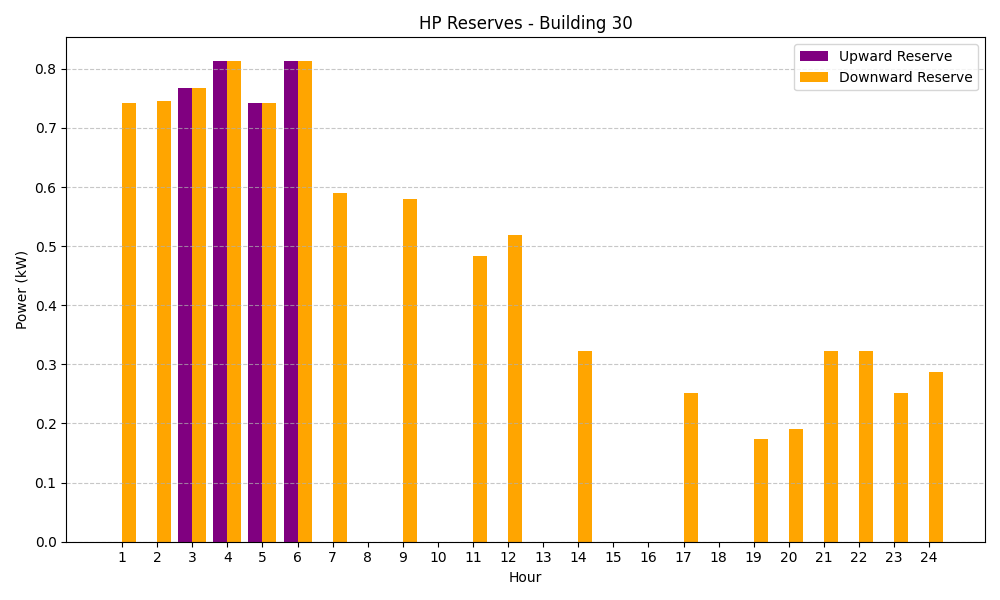 HP Reserves - Building 30
Upward Reserve
Downward Reserve
Power (kW)
0.8
0.7
0.6
0.5
0.4
0.3
0.2
0.1
0.0
1 2 3 4 5 6 7 8 9 10 11 12 13 14 15 16 17 18 19 20 21 22 23 24
Hour